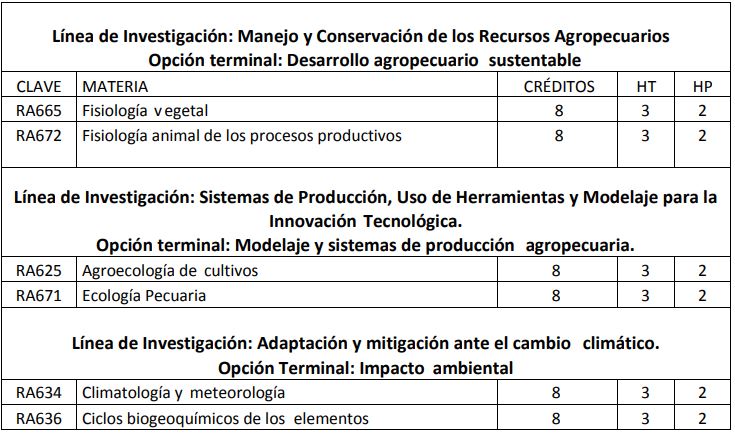 Línea de Investigación: Manejo y Conservación de los Recursos Agropecuarios
Opción terminal: Desarrollo agropecuario sustentable
CLAVE MATERIA CRÉDITOS HT HP
RA665 Fisiología vegetal 8 3 2
RA672 Fisiología animal de los procesos productivos 8 3 2
Línea de Investigación: Sistemas de Producción, Uso de Herramientas y Modelaje para la
Innovación Tecnológica.
Opción terminal: Modelaje y sistemas de producción agropecuaria.
RA625 Agroecología de cultivos 8 3 2
RA671 Ecología Pecuaria 8 3 2
Línea de Investigación: Adaptación y mitigación ante el cambio climático.
Opción Terminal: Impacto ambiental
RA634 Climatología y meteorología 8 3 2
RA636 Ciclos biogeoquímicos de los elementos 8 3 2